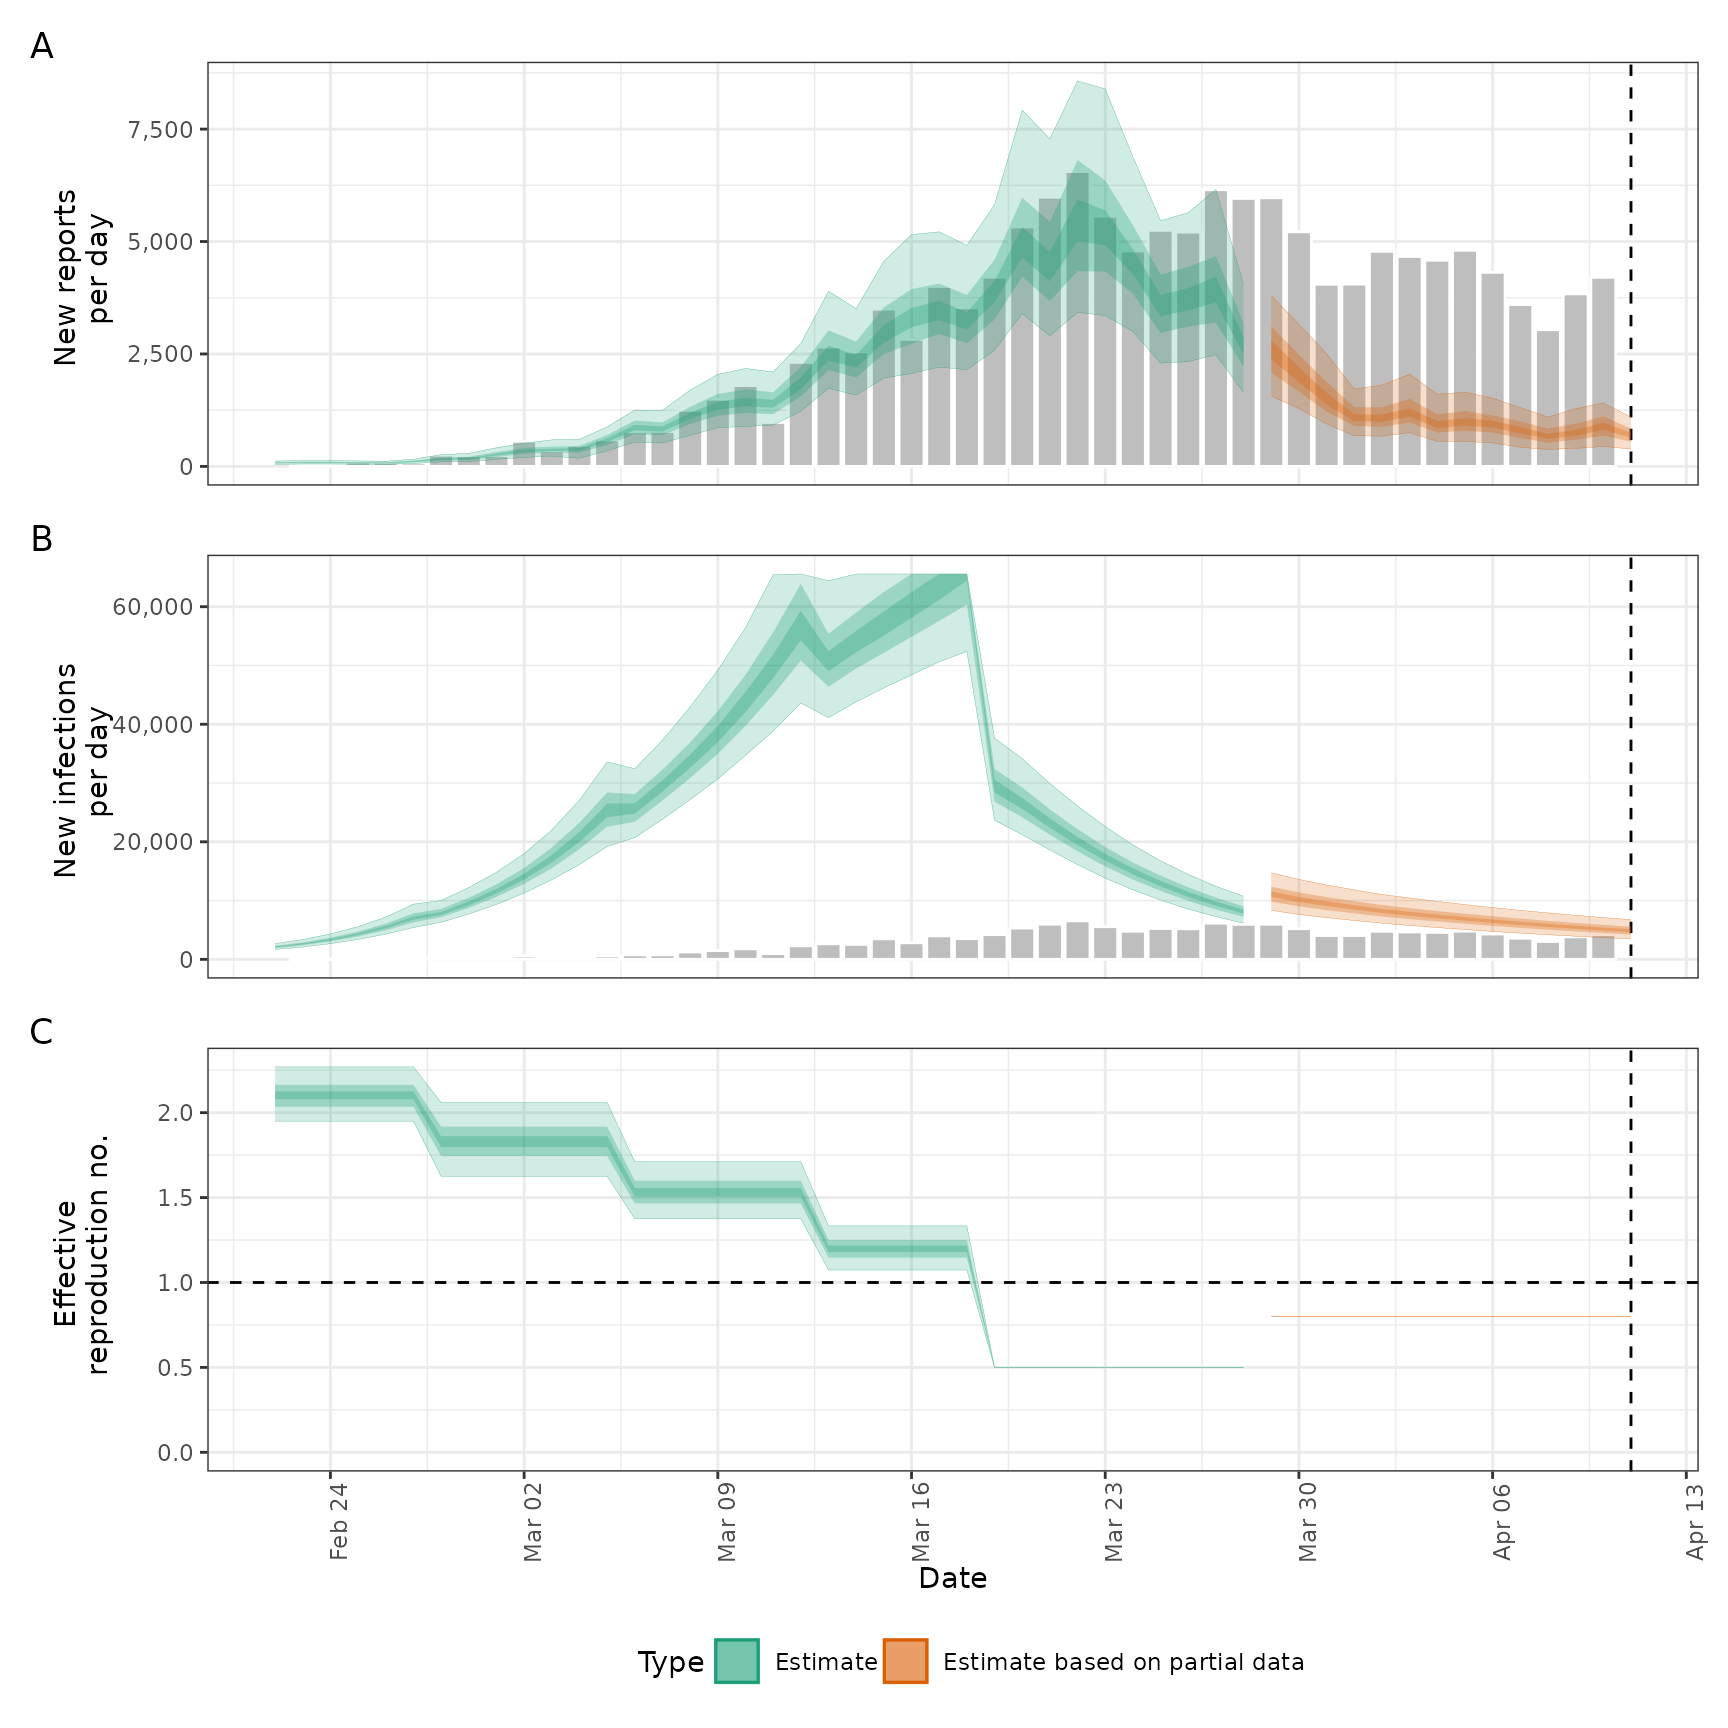 A
New reports
per day
7,500
5,000
2,500
0
B
New infections
per day
60,000
40,000
20,000
0
C
Effective
reproduction no.
2.0
1.5
1.0
0.5
0.0
Feb 24
Mar 02
Mar 09
Mar 16
Mar 23
Mar 30
Apr 06
Apr 13
Date
Type
Estimate
Estimate based on partial data